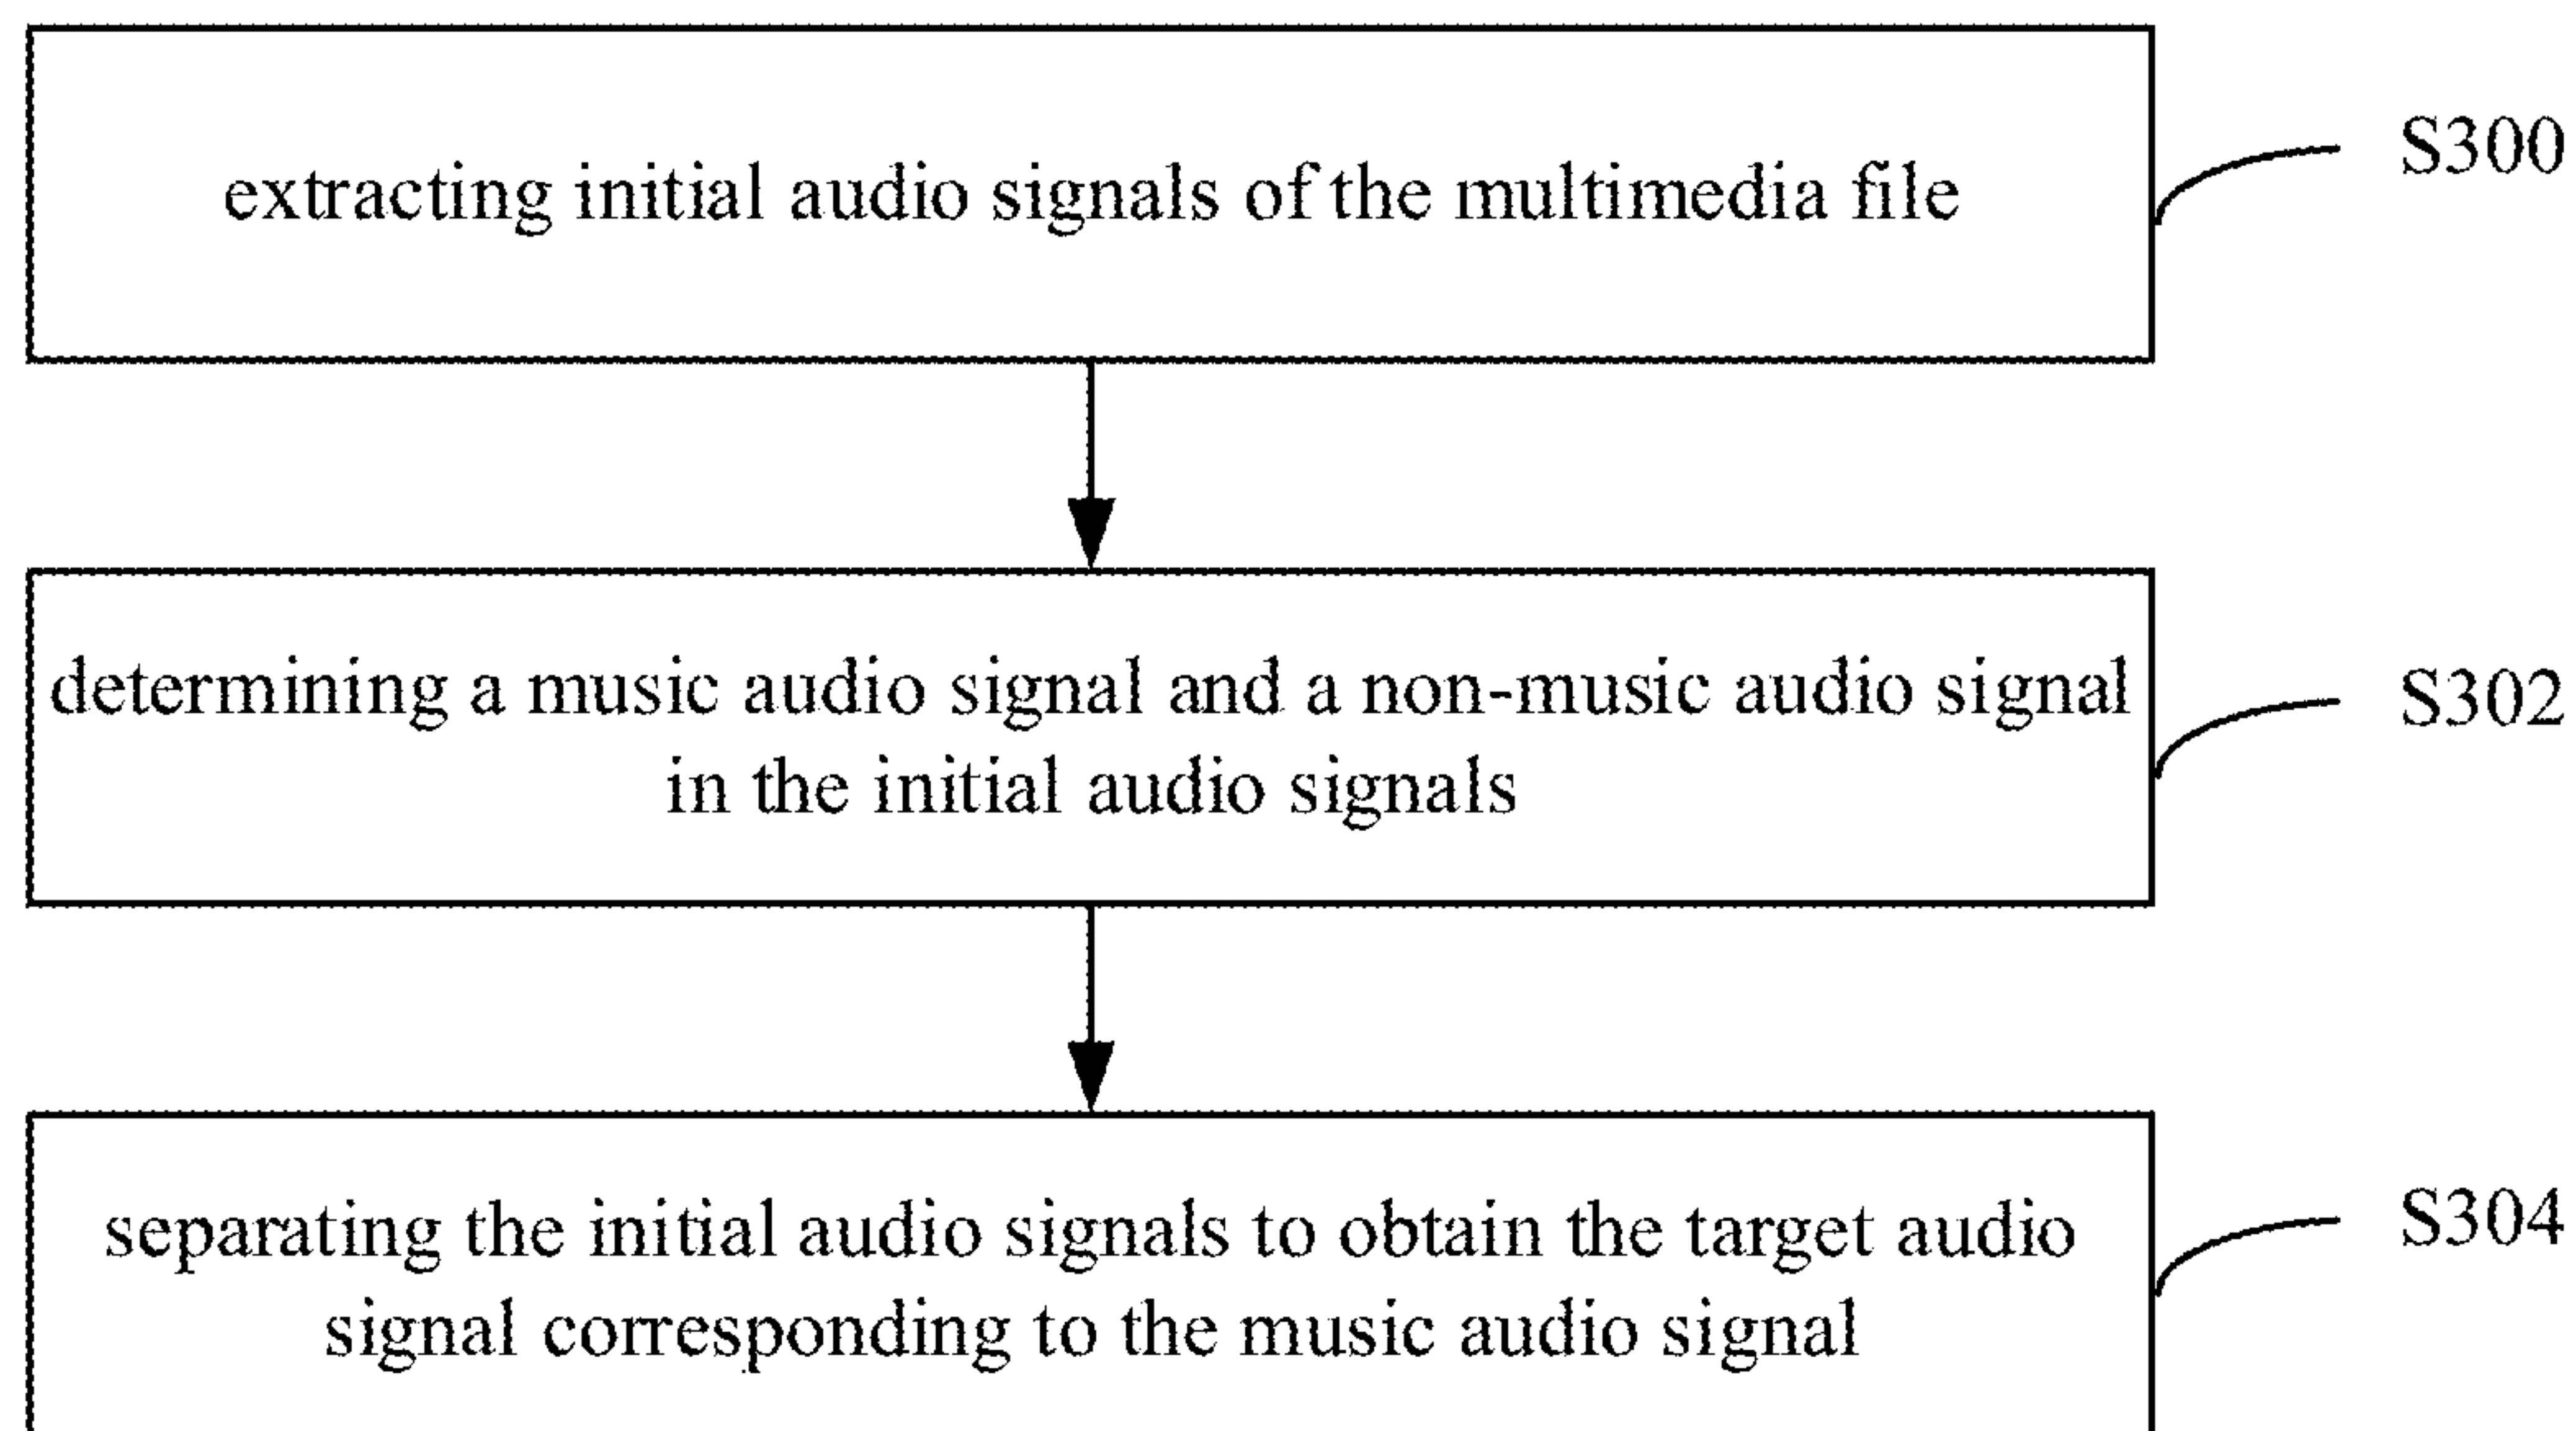 extracting initial audio signals of the multimedia file
S300
determining a music audio signal and a non-music audio signal
in the initial audio signals
S302
separating the initial audio signals to obtain the target audio
signal corresponding to the music audio signal
S304